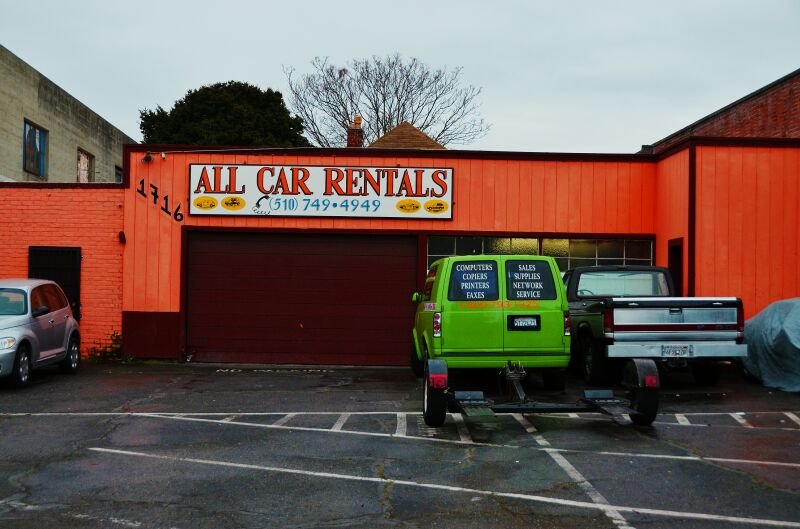 1716
ALL CAR RENTALS
(510) 749•4949
COMPUTERS
COPIERS
PRINTERS
FAXES
SALES
SUPPLIES
NETWORK
SERVICE